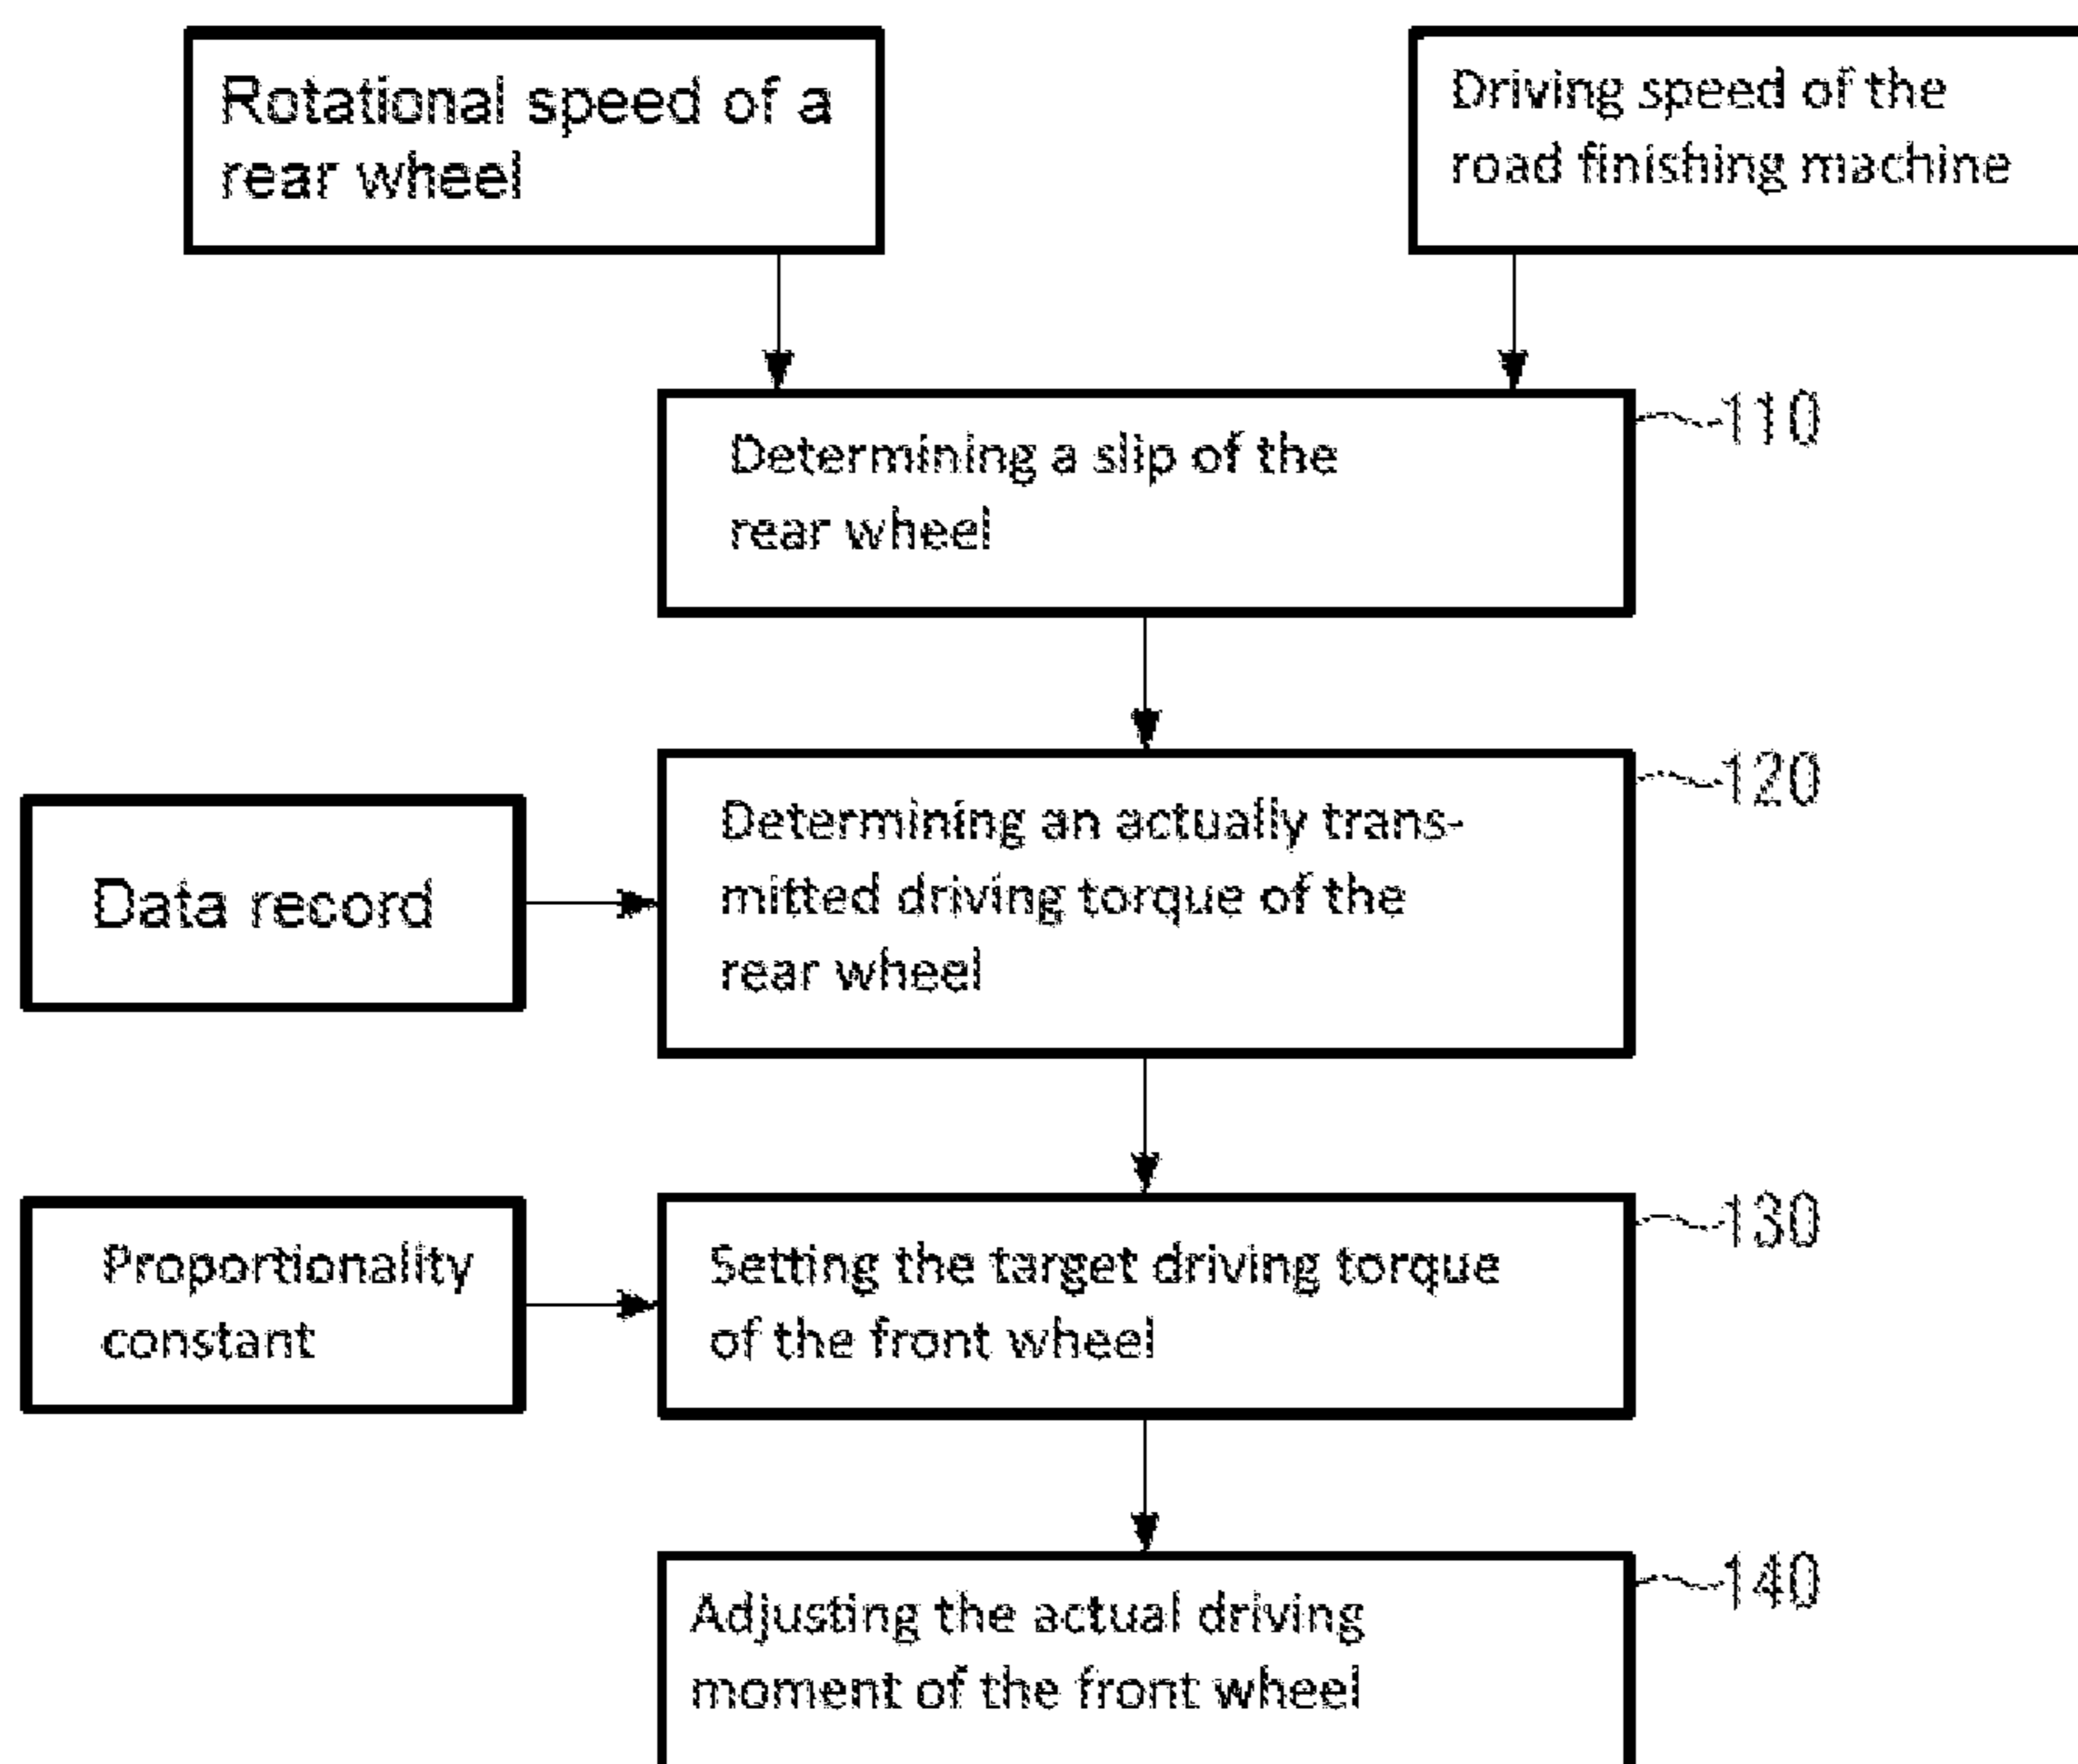 Rotational speed of a
rear wheel
Driving speed of the
road finishing machine
110
Determining a slip of the
rear wheel
120
Determining an actually trans-
mitted driving torque of the
rear wheel
Data record
130
Setting the target driving torque
of the front wheel
Proportionality
constant
140
Adjusting the actual driving
moment of the front wheel